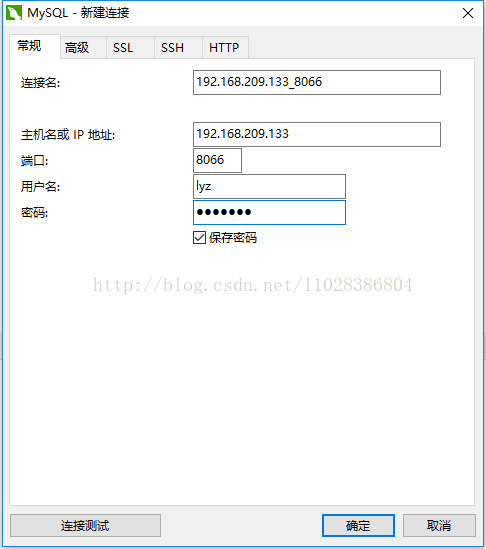 MySQL - 新建连接
常规 高级 SSL SSH HTTP
连接名: 192.168.209.133_8066
主机名或 IP 地址: 192.168.209.133
端口: 8066
用户名: lyz
密码: ●●●●●●●
保存密码
http://blog.csdn.net/l1028386804
连接测试 确定 取消